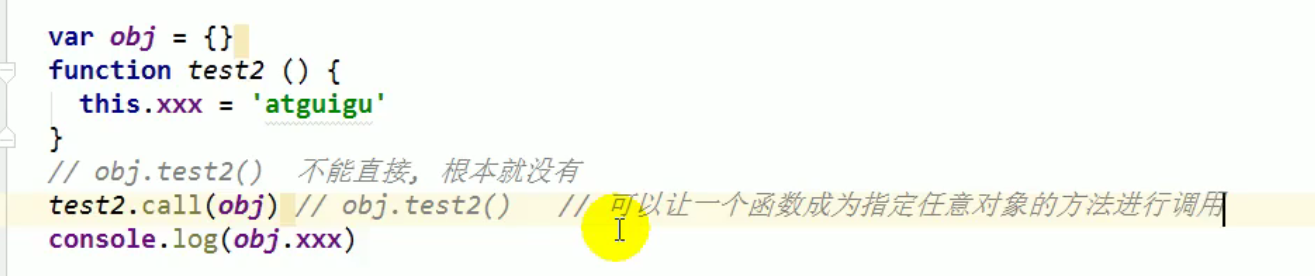 var obj = {}
function test2 () {
this.xxx = 'atguigu'
}
// obj.test2() 不能直接, 根本就没有
test2.call(obj) // obj.test2() // 可以让一个函数成为指定任意对象的方法进行调用
console.log(obj.xxx)